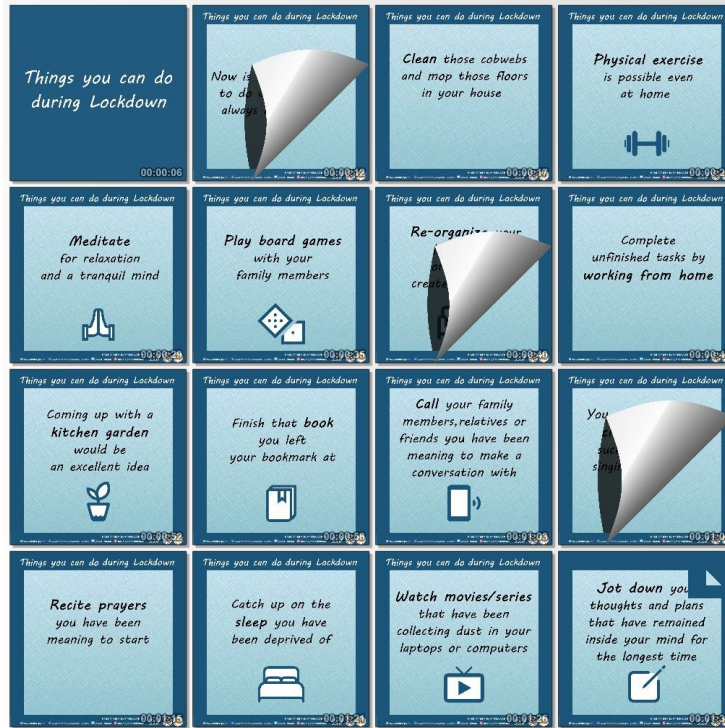 Things you can do
during Lockdown
00:00:06
Things you can do during Lockdown
Now is
to do
always
Things you can do during Lockdown
Clean those cobwebs
and mop those floors
in your house
Things you can do during Lockdown
Physical exercise
is possible even
at home
Things you can do during Lockdown
Meditate
for relaxation
and a tranquil mind
Things you can do during Lockdown
Play board games
with your
family members
Things you can do during Lockdown
Re-organize your
create
Things you can do during Lockdown
Complete
unfinished tasks by
working from home
Things you can do during Lockdown
Coming up with a
kitchen garden
would be
an excellent idea
Things you can do during Lockdown
Finish that book
you left
your bookmark at
Things you can do during Lockdown
Call your family
members,relatives or
friends you have been
meaning to make a
conversation with
Things you can do during Lockdown
You
Things you can do during Lockdown
Recite prayers
you have been
meaning to start
Things you can do during Lockdown
Catch up on the
sleep you have
been deprived of
Things you can do during Lockdown
Watch movies/series
that have been
collecting dust in your
laptops or computers
Things you can do during Lockdown
Jot down
thoughts and plans
that have remained
inside your mind for
the longest time